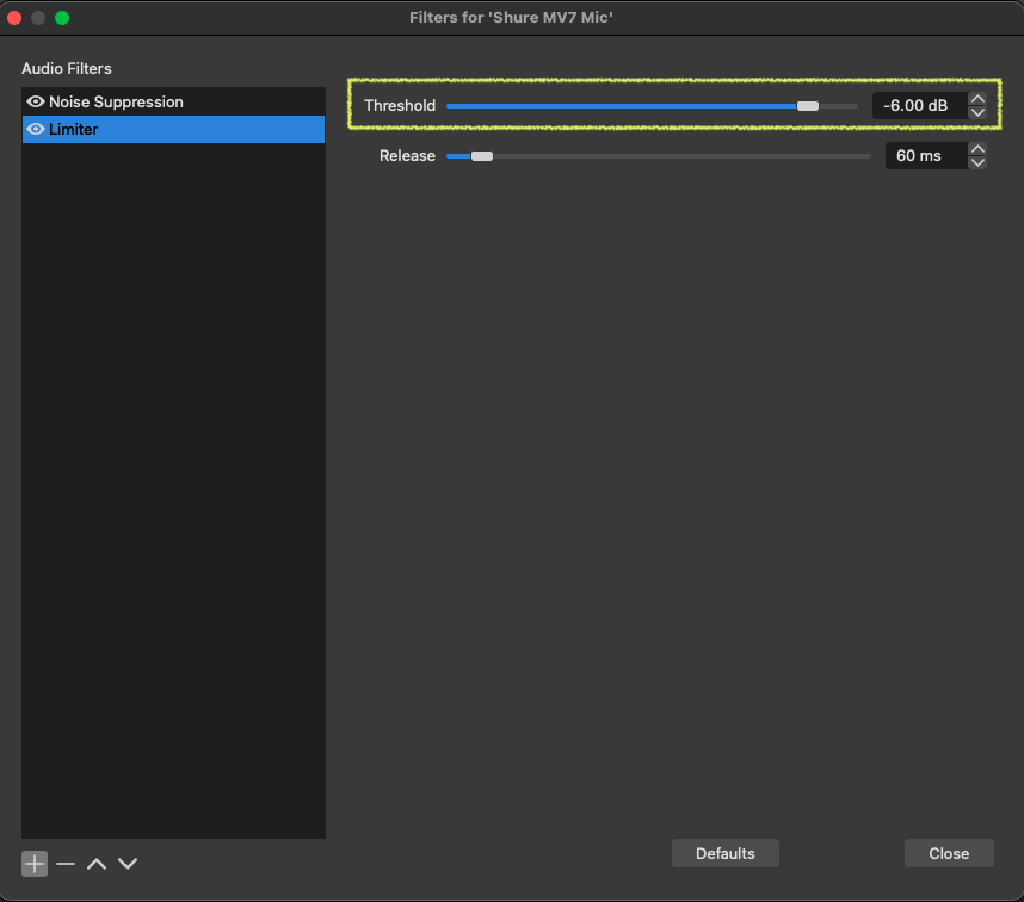 Filters for 'Shure MV7 Mic'
Audio Filters
Noise Suppression
Limiter
Threshold -6.00 dB
Release 60 ms
Defaults Close